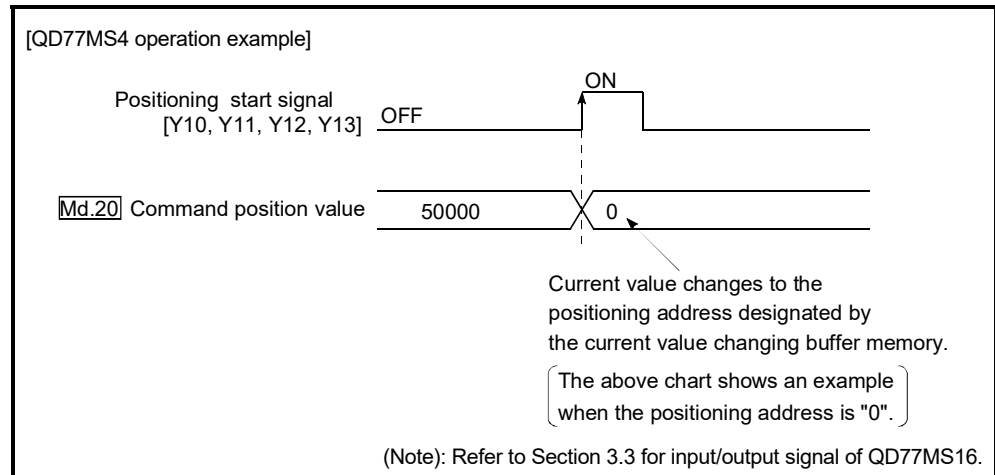 [QD77MS4 operation example]
ON
Positioning start signal
[Y10, Y11, Y12, Y13]
OFF
Md.20 Command position value
50000
0
Current value changes to the
positioning address designated by
the current value changing buffer memory.
The above chart shows an example
when the positioning address is "0".
(Note): Refer to Section 3.3 for input/output signal of QD77MS16.